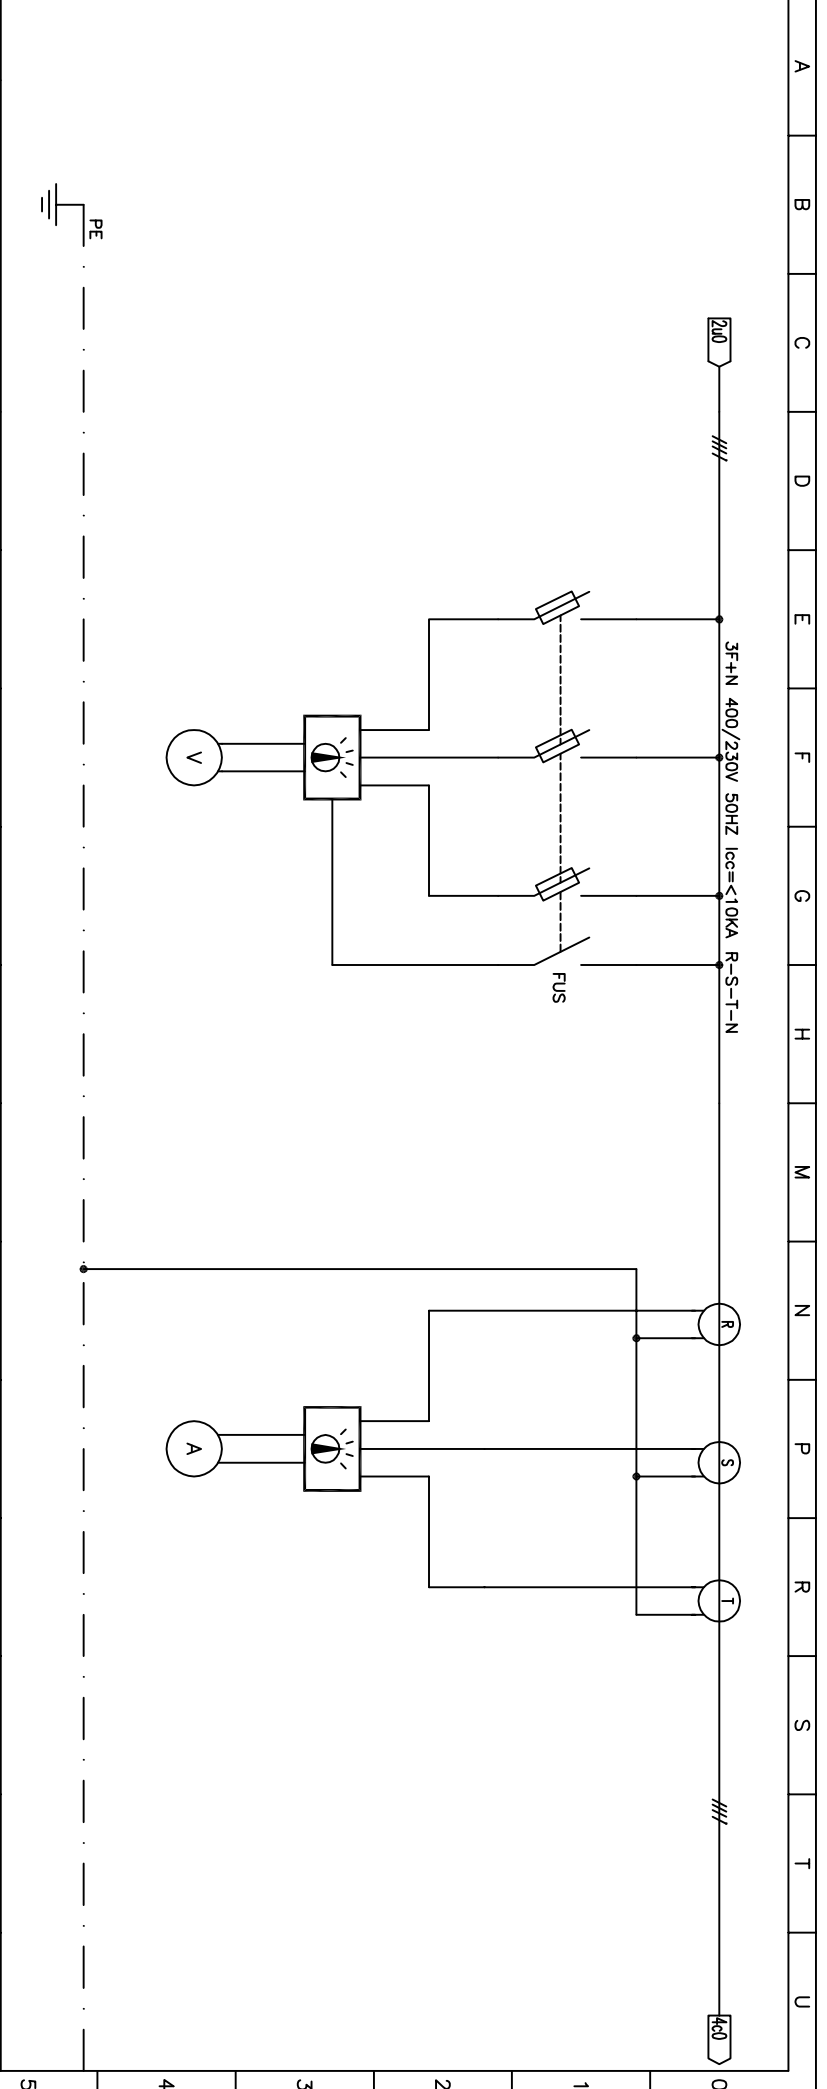 A
B
C
D
E
F
G
H
M
N
P
R
S
T
U
2u0
3F+N 400/230V 50HZ Icc=<10KA R-S-T-N
4c0
FUS
R
S
T
V
A
PE
0
1
2
3
4
5